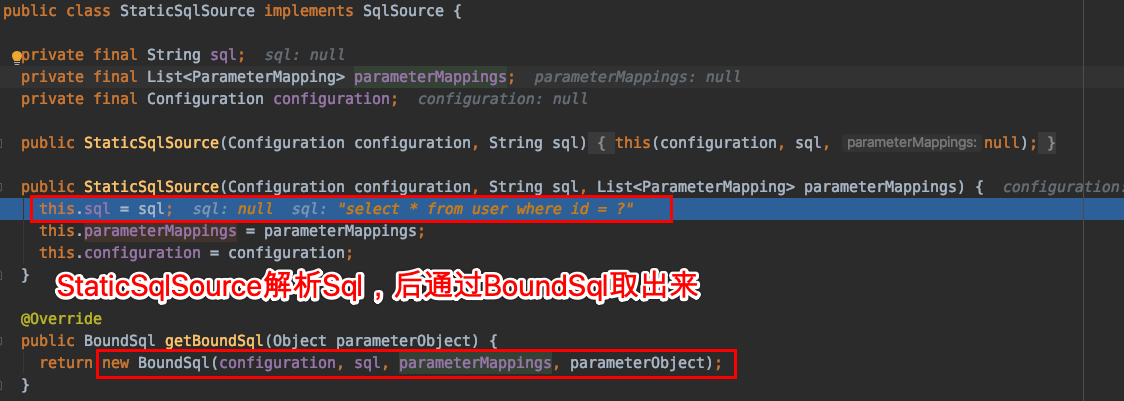 public class StaticSqlSource implements SqlSource {
private final String sql; sql: null
private final List<ParameterMapping> parameterMappings; parameterMappings: null
private final Configuration configuration; configuration: null
public StaticSqlSource(Configuration configuration, String sql) { this(configuration, sql, parameterMappings: null); }
public StaticSqlSource(Configuration configuration, String sql, List<ParameterMapping> parameterMappings) { configuration:
this.sql = sql; sql: null sql: "select * from user where id = ?"
this.parameterMappings = parameterMappings;
this.configuration = configuration;
}
StaticSqlSource解析Sql，后通过BoundSql取出来
@Override
public BoundSql getBoundSql(Object parameterObject) {
return new BoundSql(configuration, sql, parameterMappings, parameterObject);
}